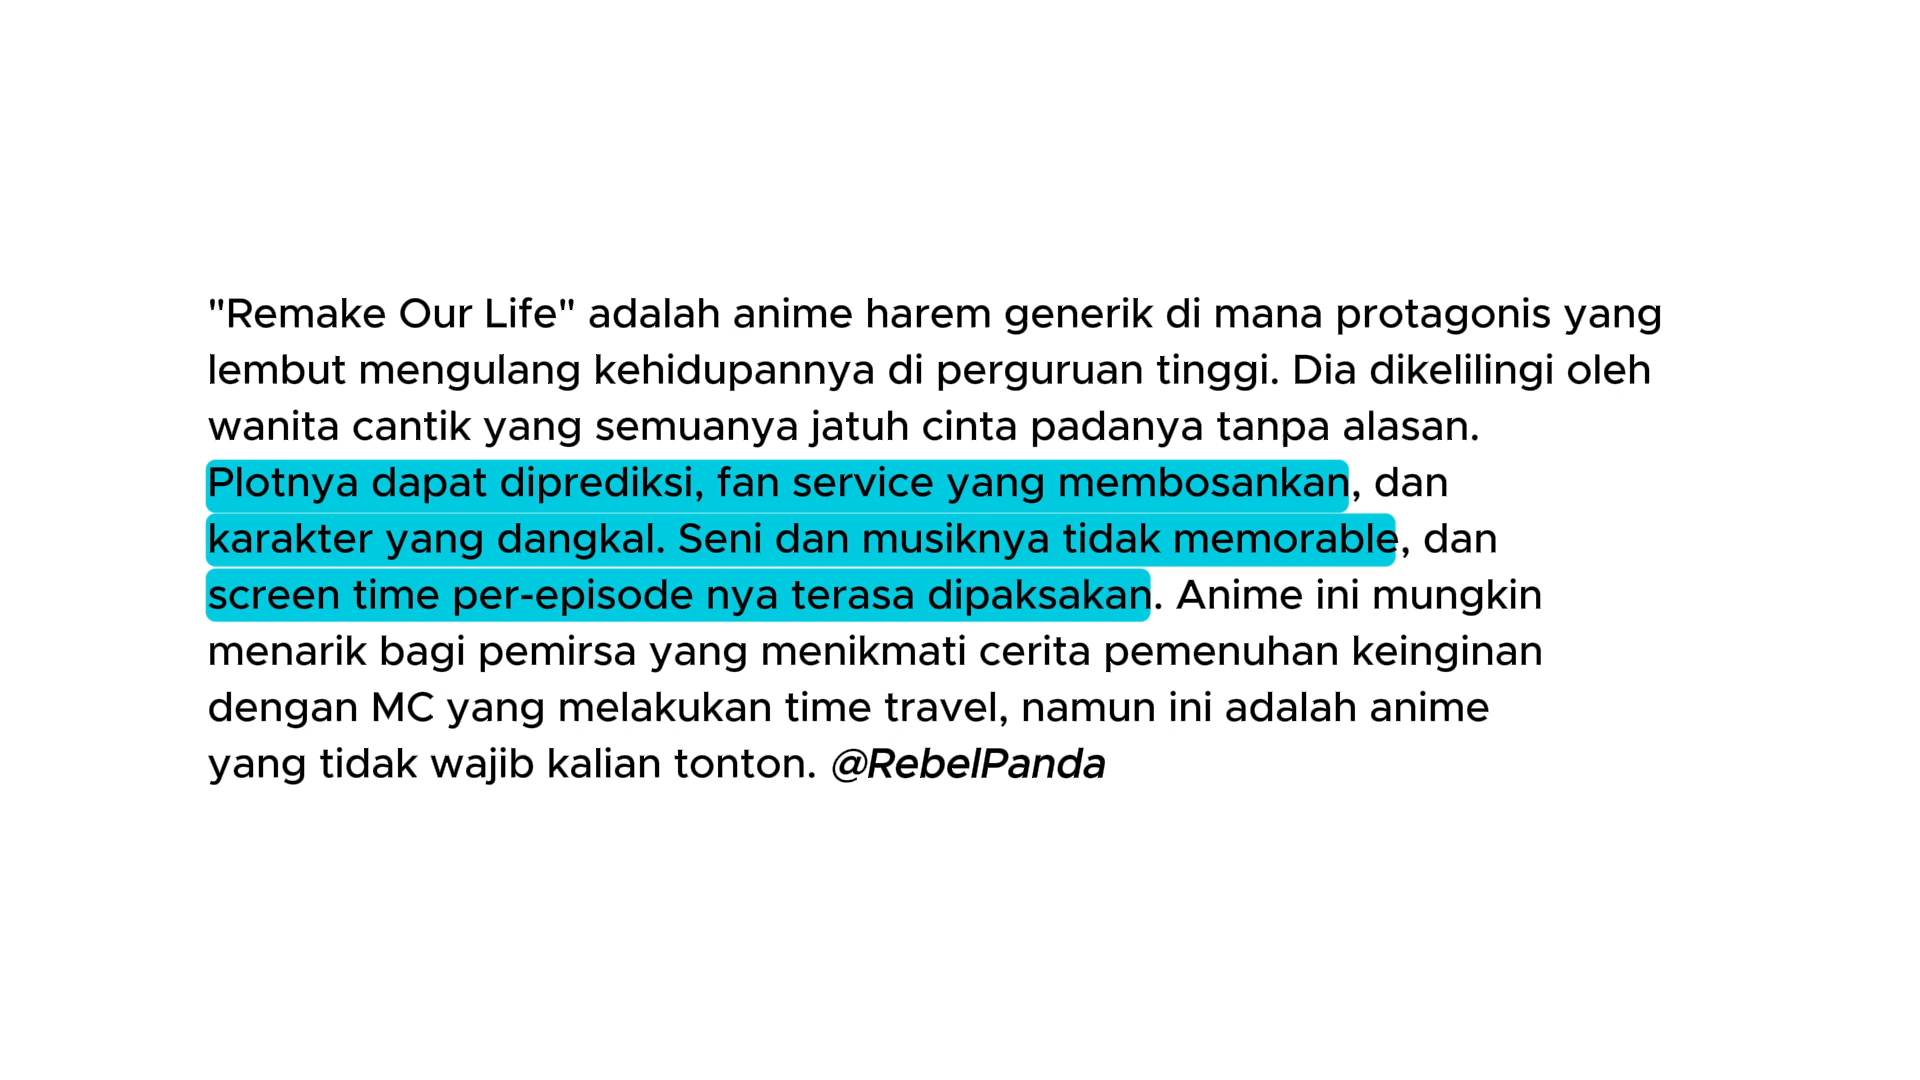 "Remake Our Life" adalah anime harem generik di mana protagonis yang
lembut mengulang kehidupannya di perguruan tinggi. Dia dikelilingi oleh
wanita cantik yang semuanya jatuh cinta padanya tanpa alasan.
Plotnya dapat diprediksi, fan service yang membosankan, dan
karakter yang dangkal. Seni dan musiknya tidak memorable, dan
screen time per-episode nya terasa dipaksakan. Anime ini mungkin
menarik bagi pemirsa yang menikmati cerita pemenuhan keinginan
dengan MC yang melakukan time travel, namun ini adalah anime
yang tidak wajib kalian tonton. @RebelPanda